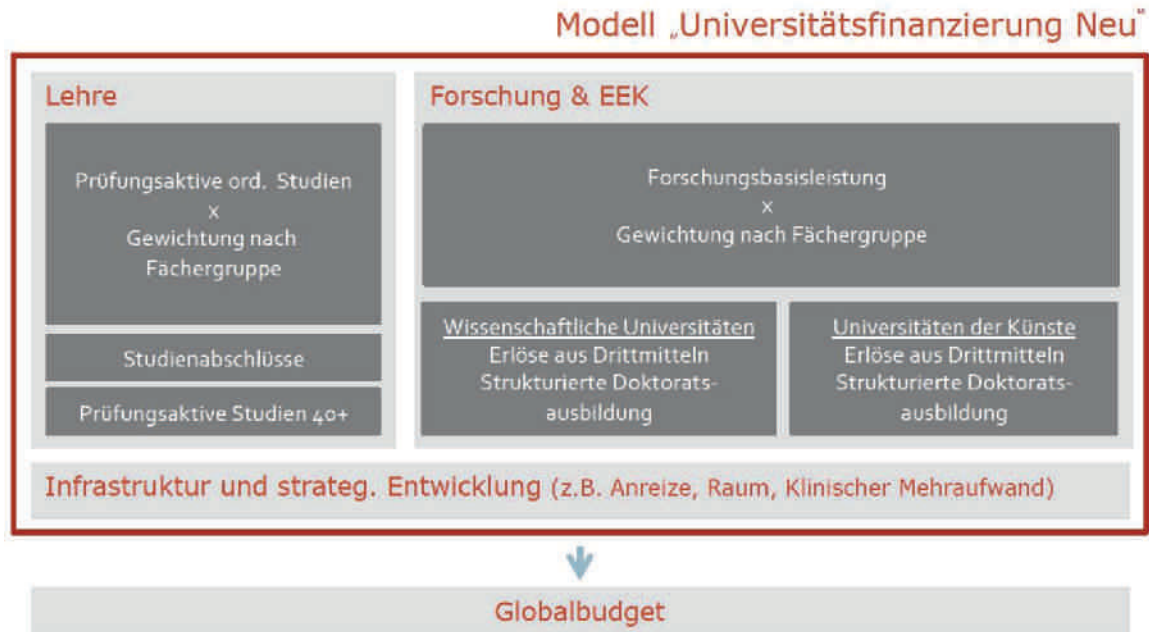 Modell „Universitätsfinanzierung Neu"
Lehre
Prüfungsaktive ord. Studien
x
Gewichtung nach
Fächergruppe
Studienabschlüsse
Prüfungsaktive Studien 40+
Forschung & EEK
Forschungsbasisleistung
x
Gewichtung nach Fächergruppe
Wissenschaftliche Universitäten
Erlöse aus Drittmitteln
Strukturierte Doktorats-
ausbildung
Universitäten der Künste
Erlöse aus Drittmitteln
Strukturierte Doktorats-
ausbildung
Infrastruktur und strateg. Entwicklung (z.B. Anreize, Raum, Klinischer Mehraufwand)
Globalbudget